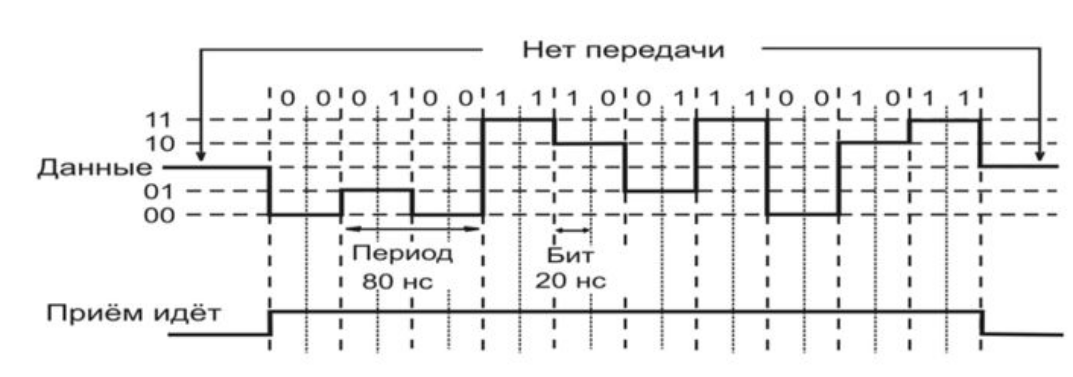 Нет передачи
0 0 0 1 0 0 1 1 1 0 0 1 1 1 0 0 1 0 1 1
11
10
Данные
01
00
Период
80 нс
Бит
20 нс
Приём идёт